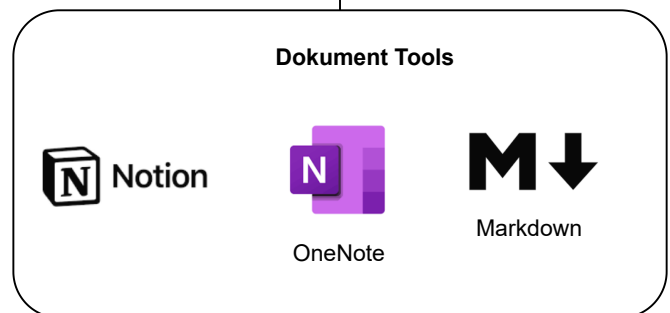 Dokument Tools
N Notion
N
OneNote
M
Markdown